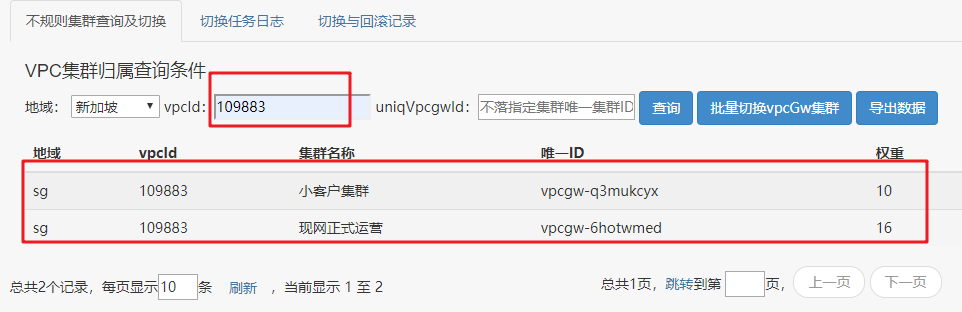 不规则集群查询及切换 切换任务日志 切换与回滚记录
VPC集群归属查询条件
地域： 新加坡 vpcId： 109883 uniqVpcgwId： 不落指定集群唯一集群ID 查询 批量切换vpcGw集群 导出数据
地域 vpcId 集群名称 唯一ID 权重
sg 109883 小客户集群 vpcgw-q3mukcyx 10
sg 109883 现网正式运营 vpcgw-6hotwmed 16
总共2个记录，每页显示 10 条 刷新 ，当前显示 1 至 2 总共1页，跳转到第 页， 上一页 下一页